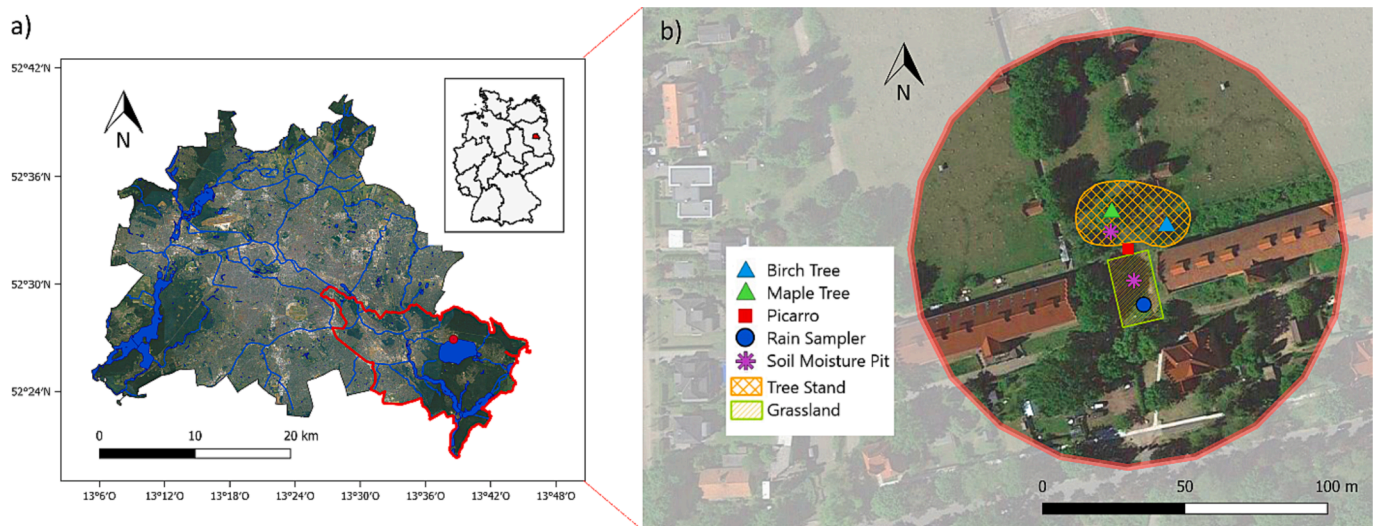 a)
52°42'N
52°36'N
52°30'N
52°24'N
N
0 10 20 km
13°6'E 13°12'E 13°18'E 13°24'E 13°30'E 13°36'E 13°42'E 13°48'E
b)
N
Birch Tree
Maple Tree
Picarro
Rain Sampler
Soil Moisture Pit
Tree Stand
Grassland
0 50 100 m